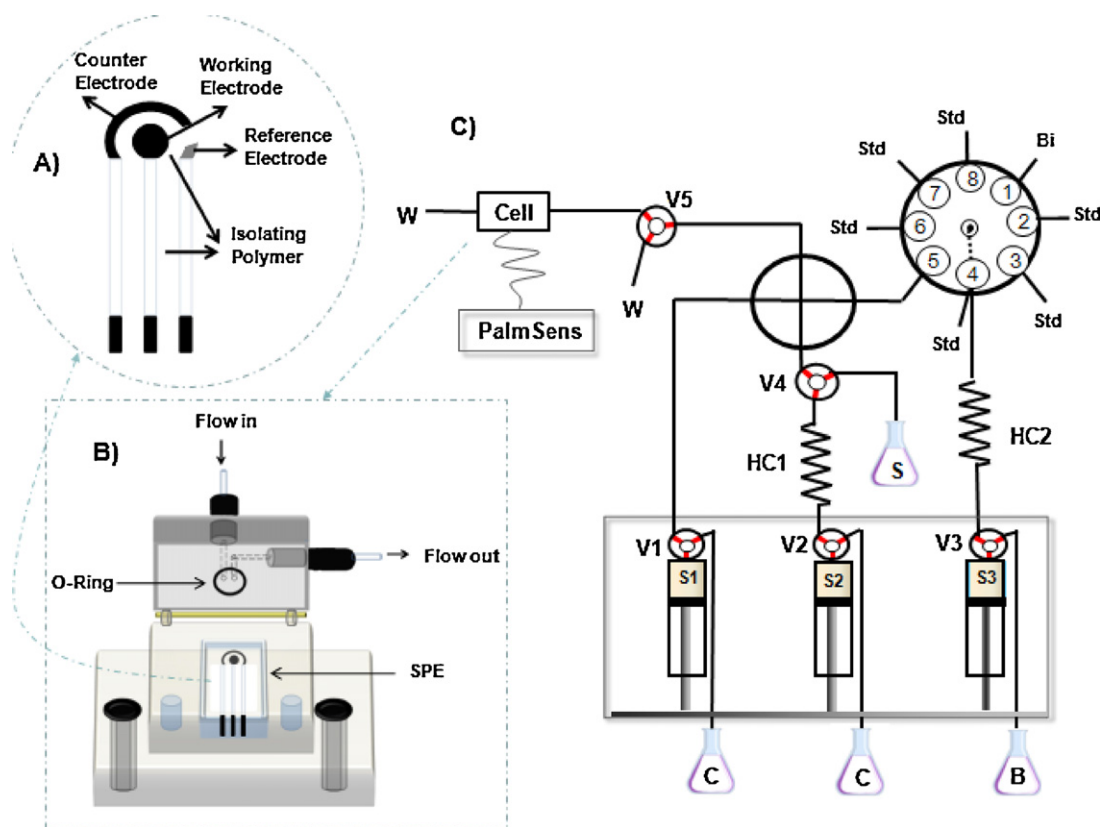 A)
Counter
Electrode
Working
Electrode
Reference
Electrode
Isolating
Polymer
B)
Flow in
Flow out
O-Ring
SPE
C)
W
Cell
V5
W
PalmSens
Std
Std
Std
Bi
Std
Std
Std
8
1
2
3
4
5
6
7
V4
S
HC1
HC2
V1
V2
V3
S1
S2
S3
C
C
B